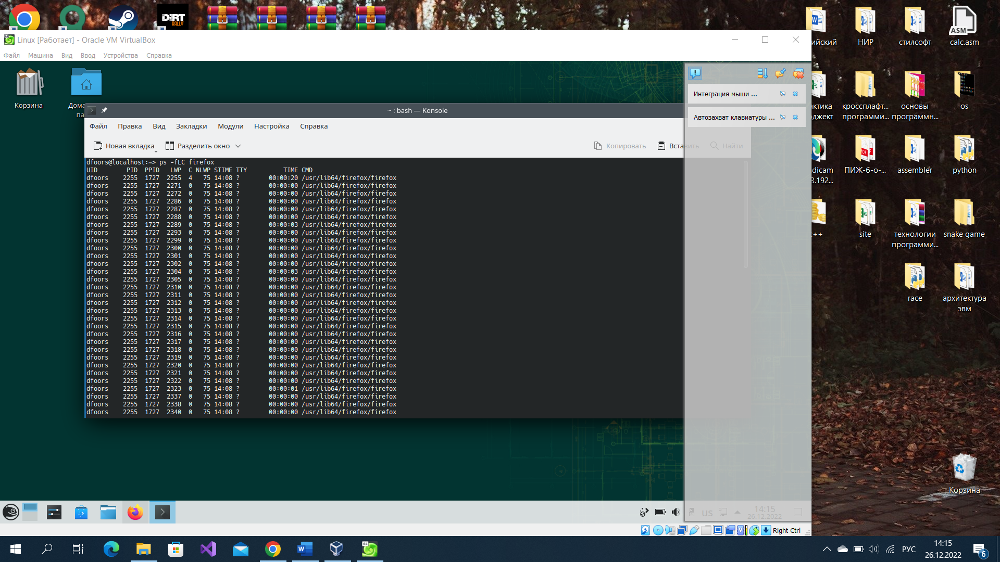 DiRT
RALLY
Linux [Работает] - Oracle VM VirtualBox
Файл Машина Вид Ввод Устройства Справка
Корзина
Интеграция мыши ...
Автозахват клавиатуры ...
~ : bash — Konsole
Файл Правка Вид Закладки Модули Настройка Справка
Новая вкладка Разделить окно Копировать Вставить Найти
dfoors@localhost:~> ps -fLC firefox
UID PID PPID LWP C NLWP STIME TTY TIME CMD
dfoors 2255 1727 2255 4 75 14:08 ? 00:00:20 /usr/lib64/firefox/firefox
dfoors 2255 1727 2271 0 75 14:08 ? 00:00:00 /usr/lib64/firefox/firefox
dfoors 2255 1727 2272 0 75 14:08 ? 00:00:00 /usr/lib64/firefox/firefox
dfoors 2255 1727 2286 0 75 14:08 ? 00:00:00 /usr/lib64/firefox/firefox
dfoors 2255 1727 2287 0 75 14:08 ? 00:00:00 /usr/lib64/firefox/firefox
dfoors 2255 1727 2288 0 75 14:08 ? 00:00:00 /usr/lib64/firefox/firefox
dfoors 2255 1727 2289 0 75 14:08 ? 00:00:03 /usr/lib64/firefox/firefox
dfoors 2255 1727 2293 0 75 14:08 ? 00:00:00 /usr/lib64/firefox/firefox
dfoors 2255 1727 2299 0 75 14:08 ? 00:00:00 /usr/lib64/firefox/firefox
dfoors 2255 1727 2300 0 75 14:08 ? 00:00:00 /usr/lib64/firefox/firefox
dfoors 2255 1727 2301 0 75 14:08 ? 00:00:00 /usr/lib64/firefox/firefox
dfoors 2255 1727 2302 0 75 14:08 ? 00:00:00 /usr/lib64/firefox/firefox
dfoors 2255 1727 2304 0 75 14:08 ? 00:00:03 /usr/lib64/firefox/firefox
dfoors 2255 1727 2305 0 75 14:08 ? 00:00:00 /usr/lib64/firefox/firefox
dfoors 2255 1727 2310 0 75 14:08 ? 00:00:00 /usr/lib64/firefox/firefox
dfoors 2255 1727 2311 0 75 14:08 ? 00:00:00 /usr/lib64/firefox/firefox
dfoors 2255 1727 2312 0 75 14:08 ? 00:00:00 /usr/lib64/firefox/firefox
dfoors 2255 1727 2313 0 75 14:08 ? 00:00:00 /usr/lib64/firefox/firefox
dfoors 2255 1727 2314 0 75 14:08 ? 00:00:00 /usr/lib64/firefox/firefox
dfoors 2255 1727 2315 0 75 14:08 ? 00:00:00 /usr/lib64/firefox/firefox
dfoors 2255 1727 2316 0 75 14:08 ? 00:00:00 /usr/lib64/firefox/firefox
dfoors 2255 1727 2317 0 75 14:08 ? 00:00:00 /usr/lib64/firefox/firefox
dfoors 2255 1727 2318 0 75 14:08 ? 00:00:00 /usr/lib64/firefox/firefox
dfoors 2255 1727 2319 0 75 14:08 ? 00:00:00 /usr/lib64/firefox/firefox
dfoors 2255 1727 2320 0 75 14:08 ? 00:00:00 /usr/lib64/firefox/firefox
dfoors 2255 1727 2321 0 75 14:08 ? 00:00:00 /usr/lib64/firefox/firefox
dfoors 2255 1727 2322 0 75 14:08 ? 00:00:00 /usr/lib64/firefox/firefox
dfoors 2255 1727 2323 0 75 14:08 ? 00:00:01 /usr/lib64/firefox/firefox
dfoors 2255 1727 2337 0 75 14:08 ? 00:00:00 /usr/lib64/firefox/firefox
dfoors 2255 1727 2338 0 75 14:08 ? 00:00:00 /usr/lib64/firefox/firefox
dfoors 2255 1727 2340 0 75 14:08 ? 00:00:00 /usr/lib64/firefox/firefox
us 14:15
26.12.2022
Right Ctrl
ASM
НИР стилсофт calc.asm
кроссплафт... основы os
программи... программн...
PDF
ПИЖ-б-о-... assembler python
site технологии snake game
программи...
race архитектура
эвм
Корзина
64
РУС 14:15
26.12.2022
6